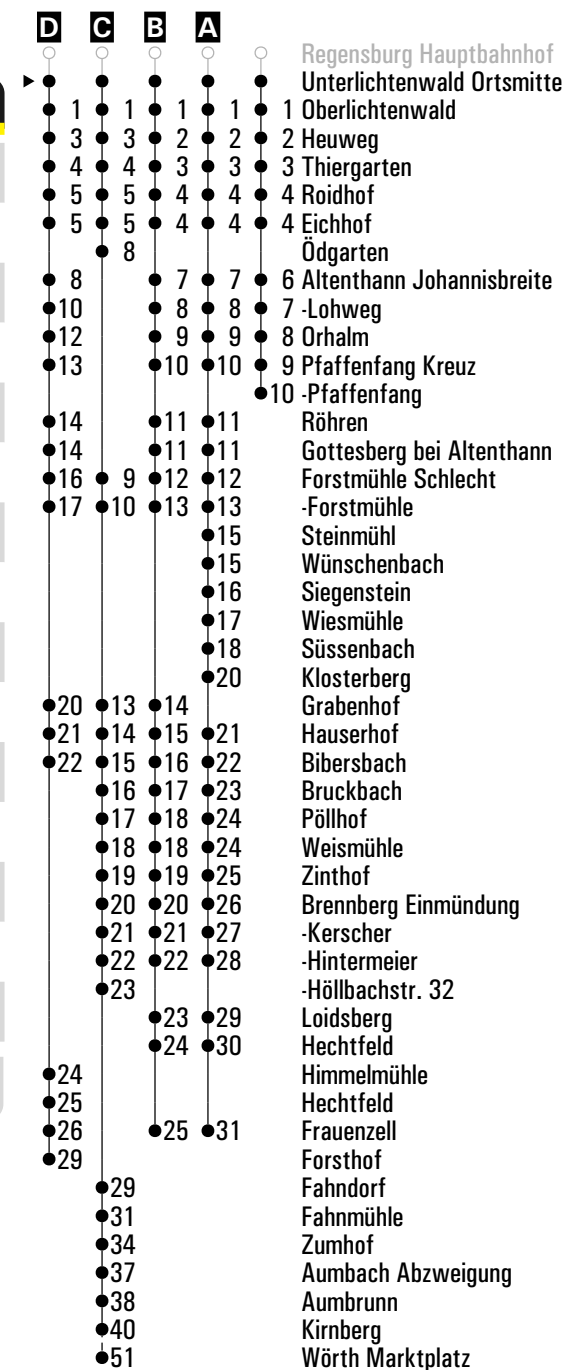 D C B A
Regensburg Hauptbahnhof
Unterlichtenwald Ortsmitte
1 1 1 1 1 Oberlichtenwald
3 3 2 2 2 Heuweg
4 4 3 3 3 Thiergarten
5 5 4 4 4 Roidhof
5 5 4 4 4 Eichhof
8 Ödgarten
8 7 7 6 Altenthann Johannisbreite
10 8 8 7 -Lohweg
12 9 9 8 Orhalm
13 10 10 9 Pfaffenfang Kreuz
10 -Pfaffenfang
14 11 11 Röhren
14 11 11 Gottesberg bei Altenthann
16 9 12 12 Forstmühle Schlecht
17 10 13 13 -Forstmühle
15 Steinmühl
15 Wünschenbach
16 Siegenstein
17 Wiesmühle
18 Süssenbach
20 Klosterberg
20 13 14 Grabenhof
21 14 15 21 Hauserhof
22 15 16 22 Bibersbach
16 17 23 Bruckbach
17 18 24 Pöllhof
18 18 24 Weismühle
19 19 25 Zinthof
20 20 26 Brennberg Einmündung
21 21 27 -Kerscher
22 22 28 -Hintermeier
23 -Höllbachstr. 32
23 29 Loidsberg
24 30 Hechtfeld
24 Himmelmühle
25 Hechtfeld
26 25 31 Frauenzell
29 Forsthof
29 Fahndorf
31 Fahnmühle
34 Zumhof
37 Aumbach Abzweigung
38 Aumbrunn
40 Kirnberg
51 Wörth Marktplatz